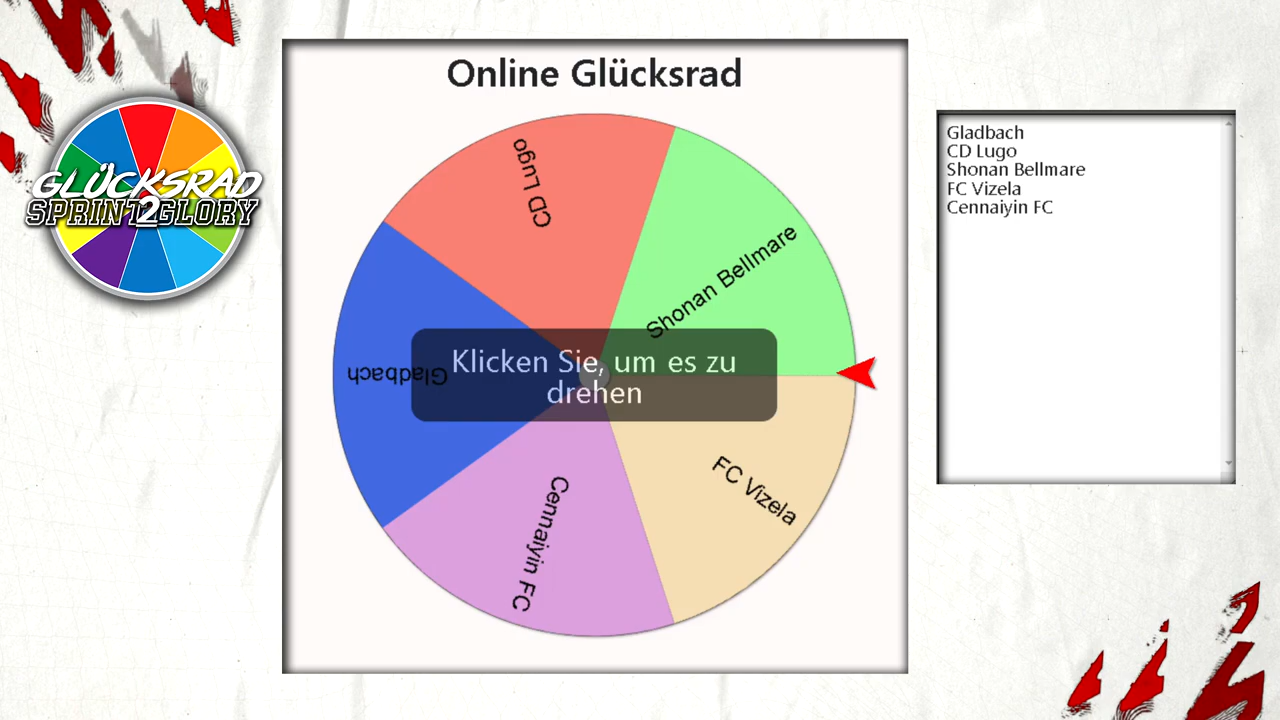 Online Glücksrad
GLÜCKSRAD
SPRINT2GLORY
CD Lugo
Shonan Bellmare
Gladbach
Klicken Sie, um es zu
drehen
FC Vizela
Cennaiyin FC
Gladbach
CD Lugo
Shonan Bellmare
FC Vizela
Cennaiyin FC